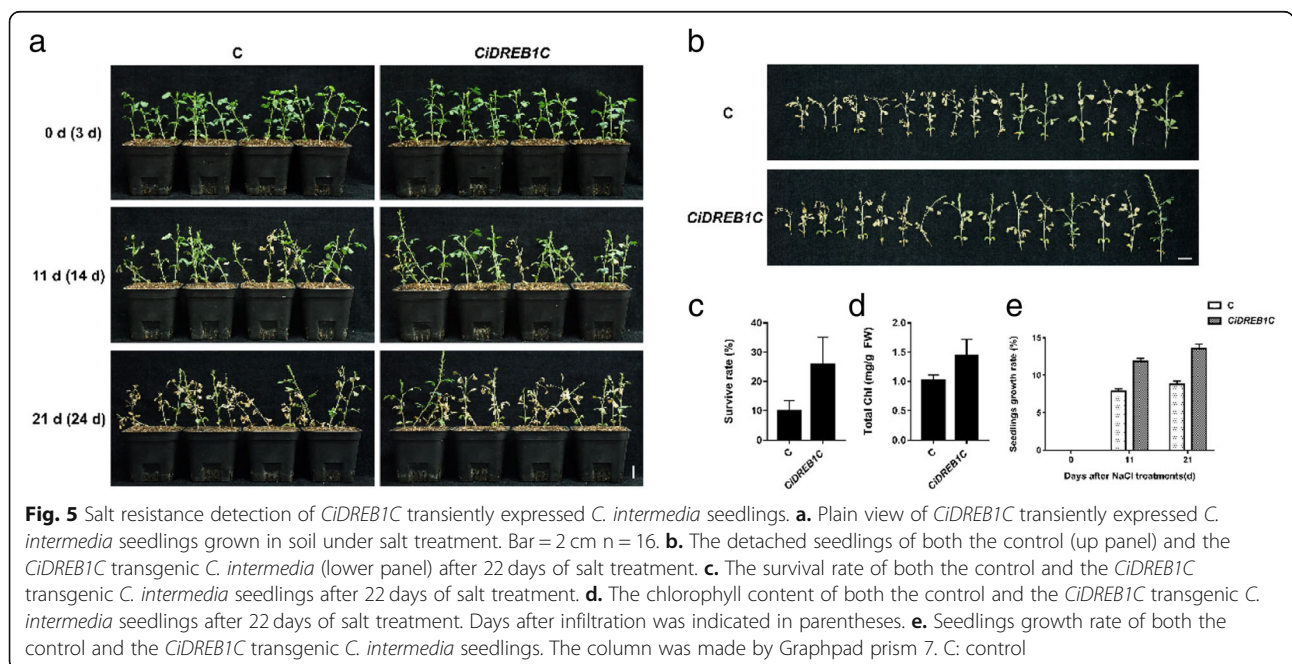 a
C
CiDREB1C
0 d (3 d)
11 d (14 d)
21 d (24 d)
b
C
CiDREB1C
c
Survive rate (%)
40
30
20
10
0
C
CiDREB1C
d
Total Chl (mg/g FW)
2.0
1.5
1.0
0.5
0.0
C
CiDREB1C
e
C
CiDREB1C
Seedlings growth rate (%)
15
10
5
0
0
11
21
Days after NaCl treatments(d)
Fig. 5 Salt resistance detection of CiDREB1C transiently expressed C. intermedia seedlings. a. Plain view of CiDREB1C transiently expressed C.
intermedia seedlings grown in soil under salt treatment. Bar = 2 cm n = 16. b. The detached seedlings of both the control (up panel) and the
CiDREB1C transgenic C. intermedia (lower panel) after 22 days of salt treatment. c. The survival rate of both the control and the CiDREB1C
transgenic C. intermedia seedlings after 22 days of salt treatment. d. The chlorophyll content of both the control and the CiDREB1C transgenic C.
intermedia seedlings after 22 days of salt treatment. Days after infiltration was indicated in parentheses. e. Seedlings growth rate of both the
control and the CiDREB1C transgenic C. intermedia seedlings. The column was made by Graphpad prism 7. C: control